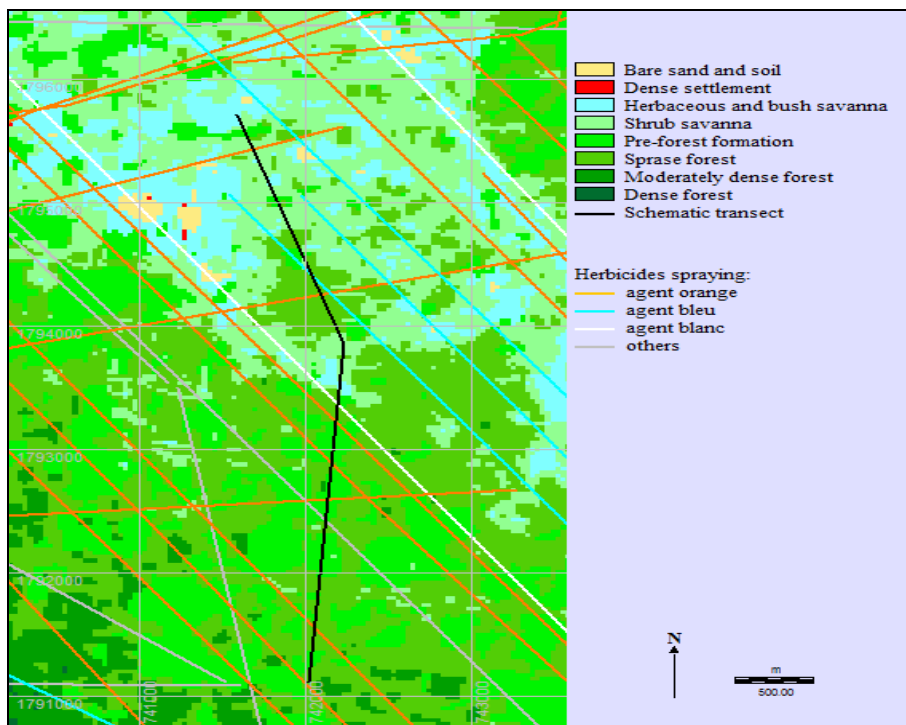 1796000
1795000
1794000
1793000
1792000
1791000
741000
742000
743000
Bare sand and soil
Dense settlement
Herbaceous and bush savanna
Shrub savanna
Pre-forest formation
Sprase forest
Moderately dense forest
Dense forest
Schematic transect
Herbicides spraying:
agent orange
agent bleu
agent blanc
others
N
m
500.00